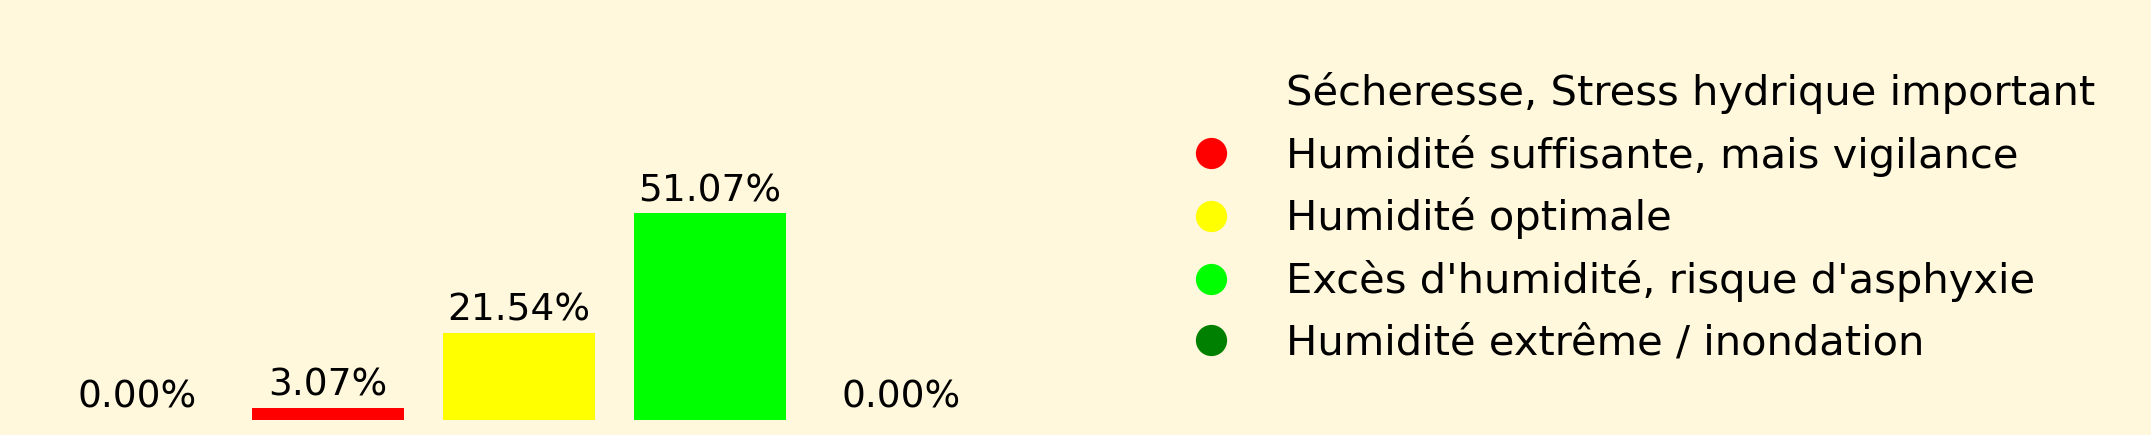 0.00%
3.07%
21.54%
51.07%
0.00%
Sécheresse, Stress hydrique important
Humidité suffisante, mais vigilance
Humidité optimale
Excès d'humidité, risque d'asphyxie
Humidité extrême / inondation